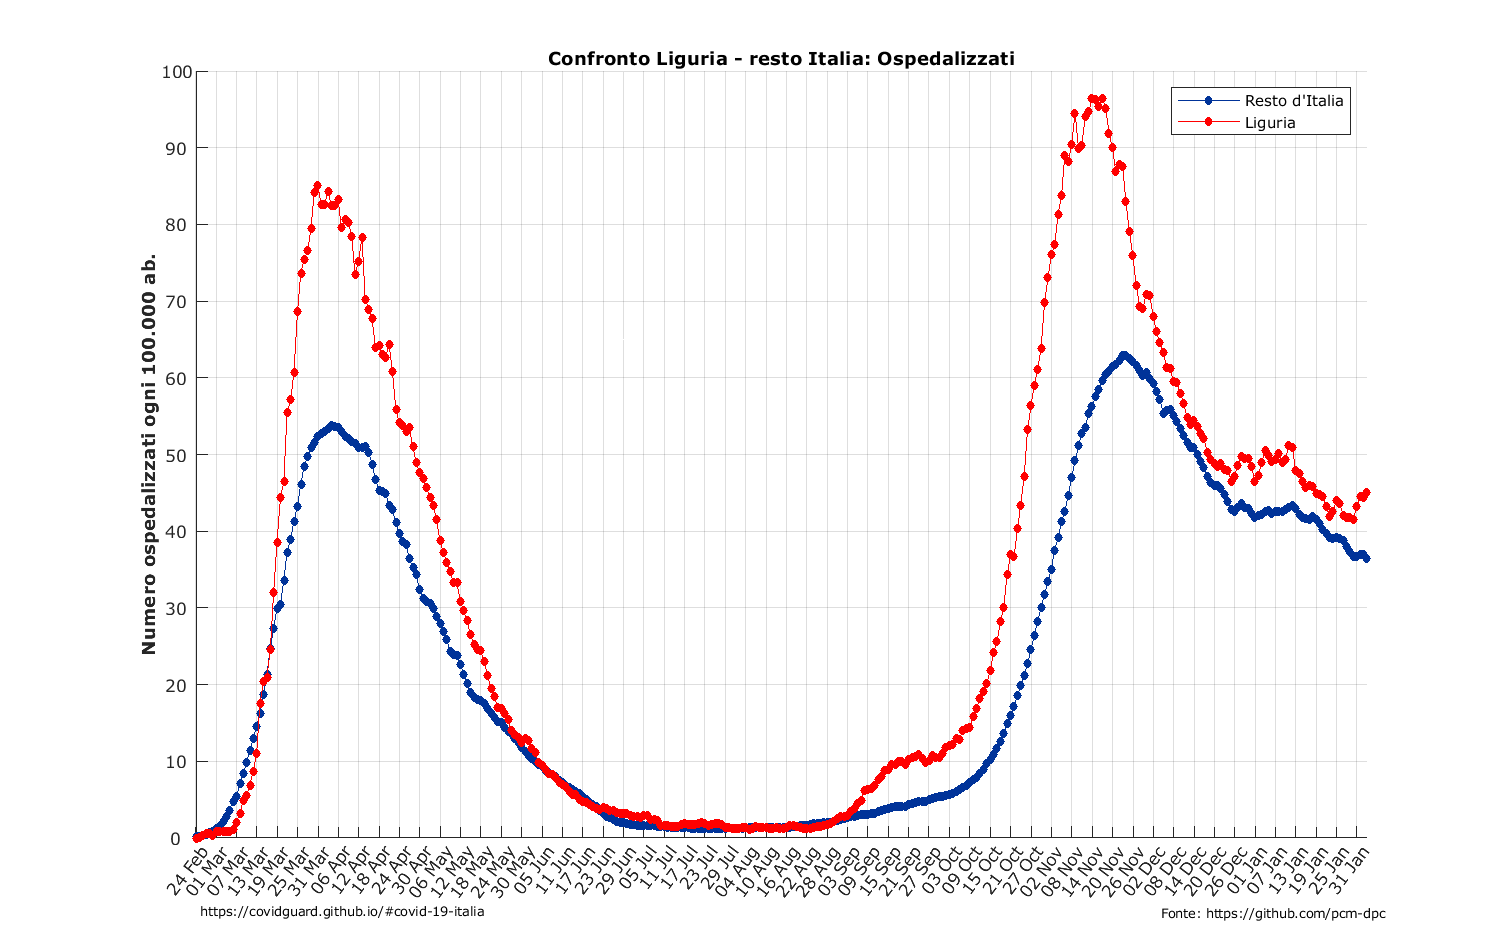 Confronto Liguria - resto Italia: Ospedalizzati
Resto d'Italia
Liguria
Numero ospedalizzati ogni 100.000 ab.
100
90
80
70
60
50
40
30
20
10
0
24 Feb
01 Mar
07 Mar
13 Mar
19 Mar
25 Mar
31 Mar
06 Apr
12 Apr
18 Apr
24 Apr
30 Apr
06 May
12 May
18 May
24 May
30 May
05 Jun
11 Jun
17 Jun
23 Jun
29 Jun
05 Jul
11 Jul
17 Jul
23 Jul
29 Jul
04 Aug
10 Aug
16 Aug
22 Aug
28 Aug
03 Sep
09 Sep
15 Sep
21 Sep
27 Sep
03 Oct
09 Oct
15 Oct
21 Oct
27 Oct
02 Nov
08 Nov
14 Nov
20 Nov
26 Nov
02 Dec
08 Dec
14 Dec
20 Dec
26 Dec
01 Jan
07 Jan
13 Jan
19 Jan
25 Jan
31 Jan
https://covidguard.github.io/#covid-19-italia
Fonte: https://github.com/pcm-dpc